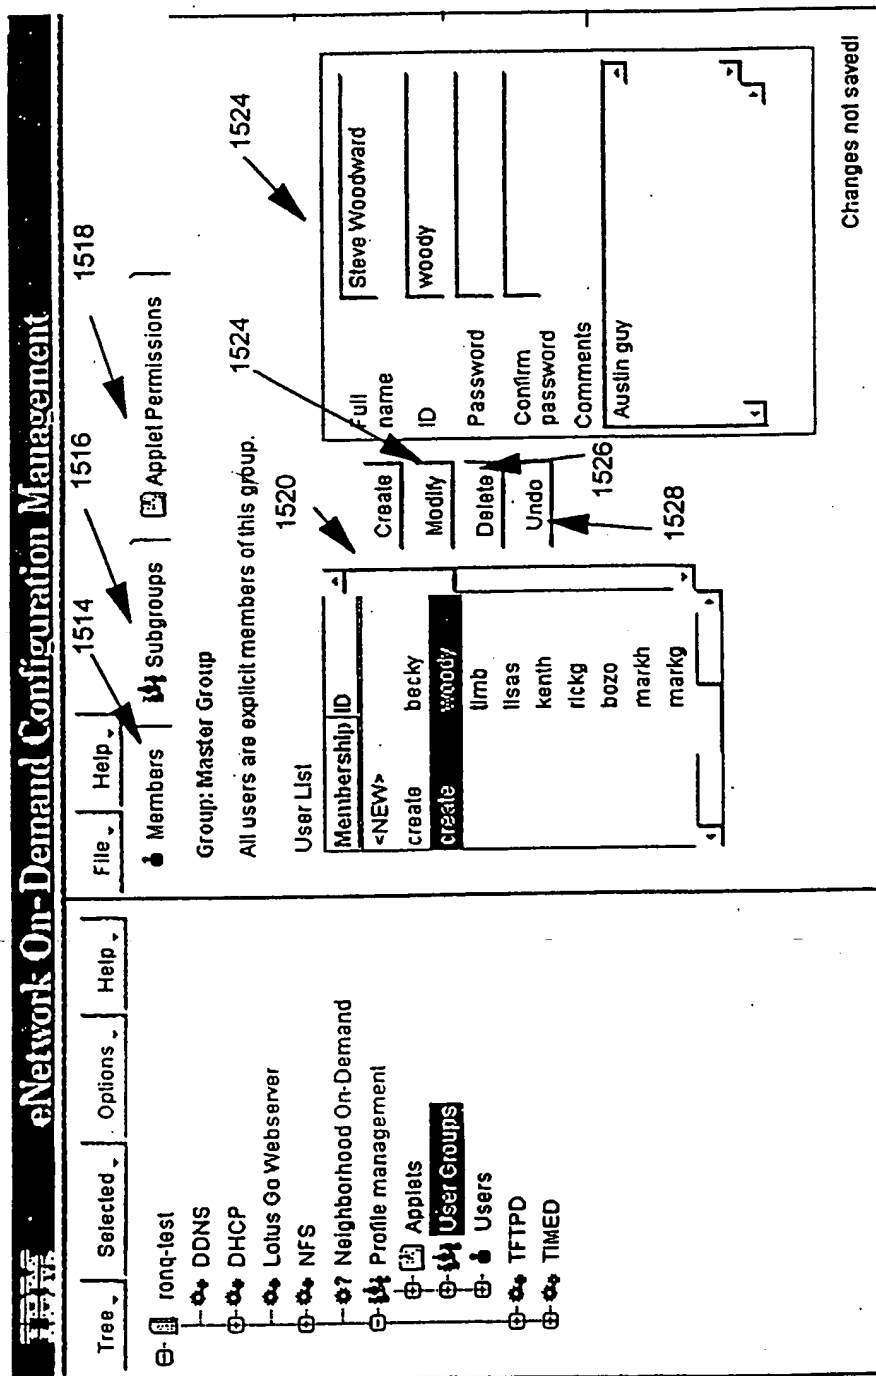 IBM eNetwork On-Demand Configuration Management
Tree Selected Options Help
ronq-test
DDNS
DHCP
Lotus Go Webserver
NFS
Neighborhood On-Demand
Profile management
Applets
User Groups
Users
TFTPD
TIMED
File Help
1514 1516 1518
Members Subgroups Applet Permissions
Group: Master Group
All users are explicit members of this group.
User List
1520
Membership ID
<NEW>
create becky
create woody
timb
lisas
kenth
rickg
bozo
markh
markg
Create
Modify
Delete
Undo
1524
1526
1528
1524
Full name Steve Woodward
ID woody
Password
Confirm password
Comments
Austin guy
Changes not saved!